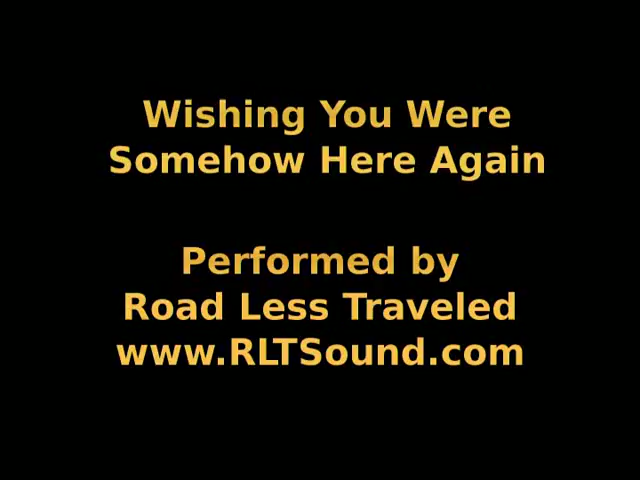 Wishing You Were
Somehow Here Again
Performed by
Road Less Traveled
www.RLTSound.com